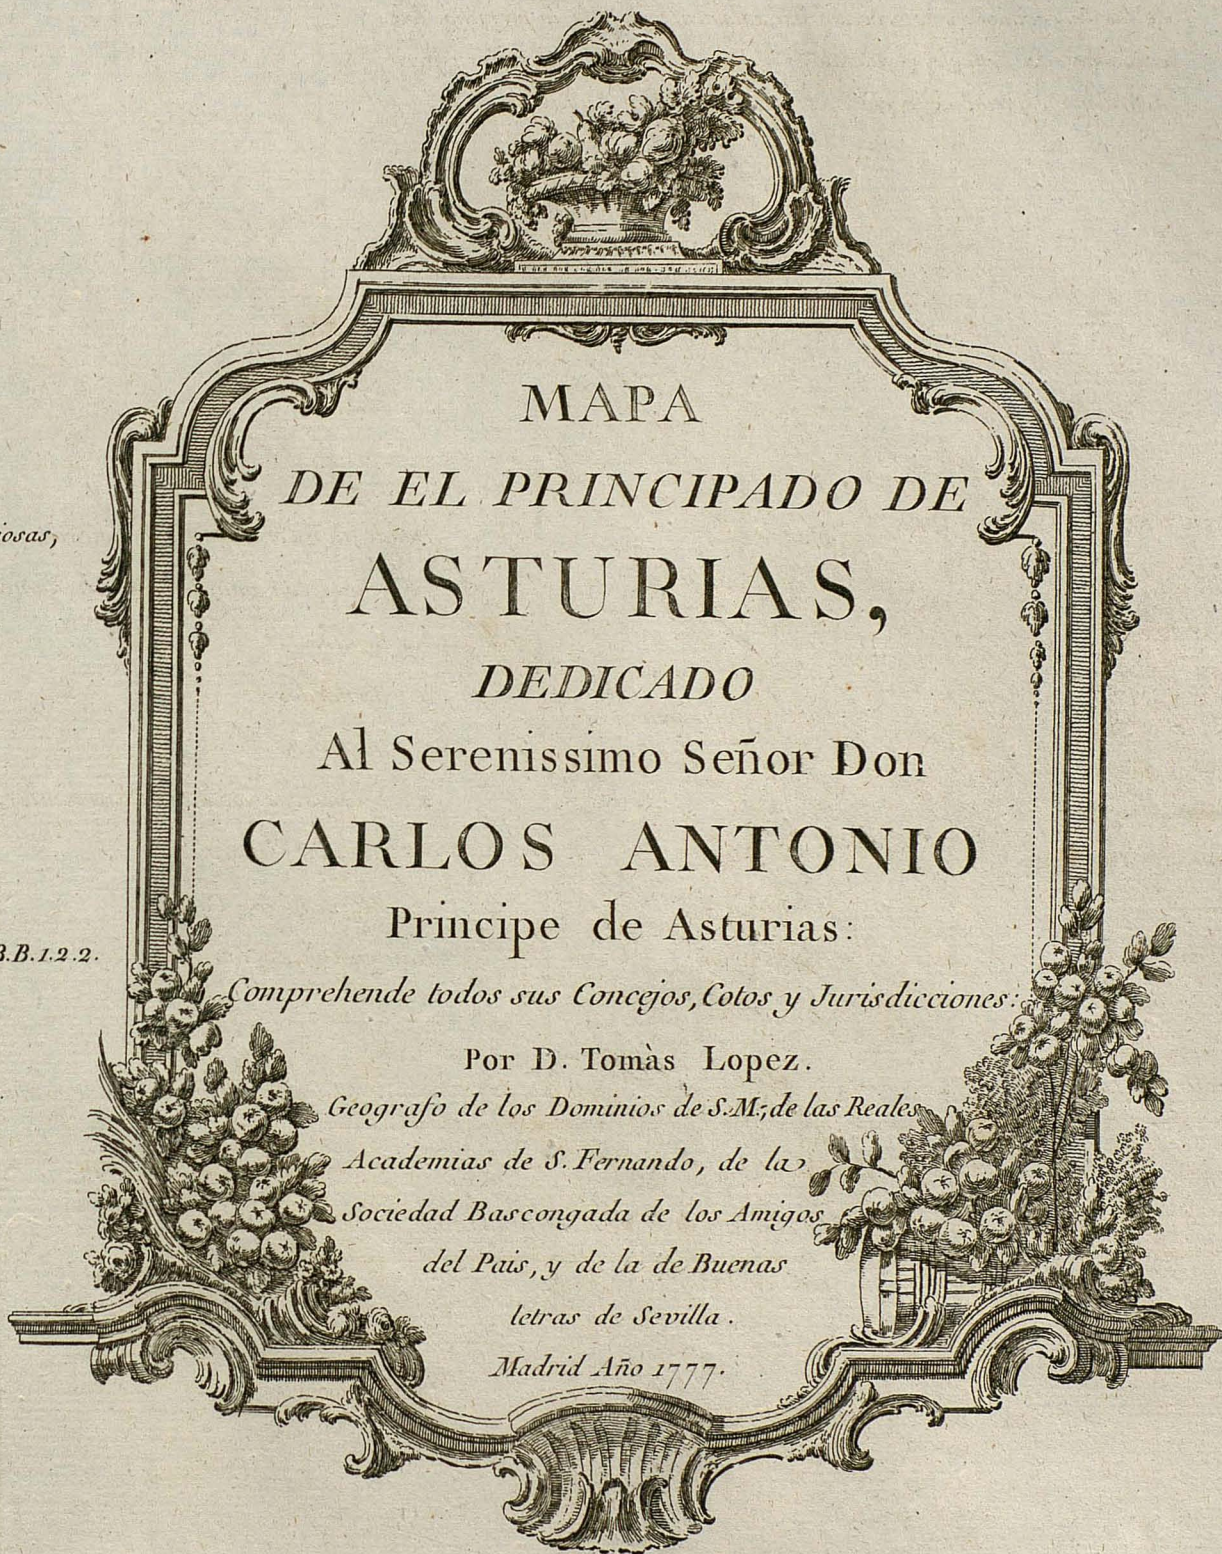 MAPA
DE EL PRINCIPADO DE
ASTURIAS,
DEDICADO
Al Serenissimo Señor Don
CARLOS ANTONIO
Principe de Asturias:
Comprehende todos sus Concejos, Cotos y Jurisdicciones:
Por D. Tomàs Lopez.
Geografo de los Dominios de S.M.; de las Reales
Academias de S. Fernando, de la
Sociedad Bascongada de los Amigos
del Pais, y de la de Buenas
letras de Sevilla.
Madrid Año 1777.
B.1.2.2.